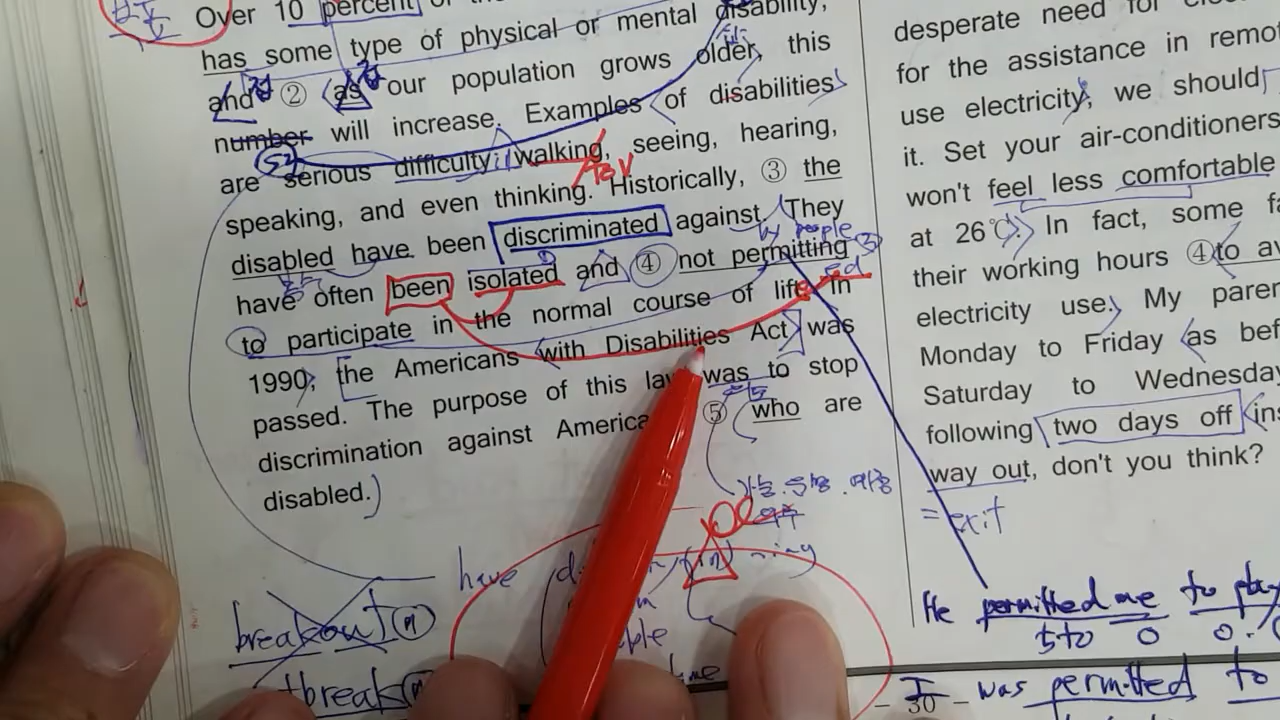 Over 10 percent of the
has some type of physical or mental disability,
and ② as our population grows older, this
number will increase. Examples of disabilities
are serious difficulty walking, seeing, hearing,
speaking, and even thinking. Historically, ③ the
disabled have been discriminated against. They
by people
have often been isolated and ④ not permitting
ed
to participate in the normal course of life. In
1990, the Americans with Disabilities Act was
passed. The purpose of this law was to stop
discrimination against America ⑤ who are
disabled.
have
breakout (n)
desperate need for
for the assistance in remo
use electricity, we should
it. Set your air-conditioners
won't feel less comfortable
at 26℃. In fact, some fa
their working hours ④ to av
electricity use. My paren
Monday to Friday as bef
Saturday to Wednesday
following two days off ins
way out, don't you think?
= exit
He permitted me to play
5to O O.C
I was permitted to
- 30 -